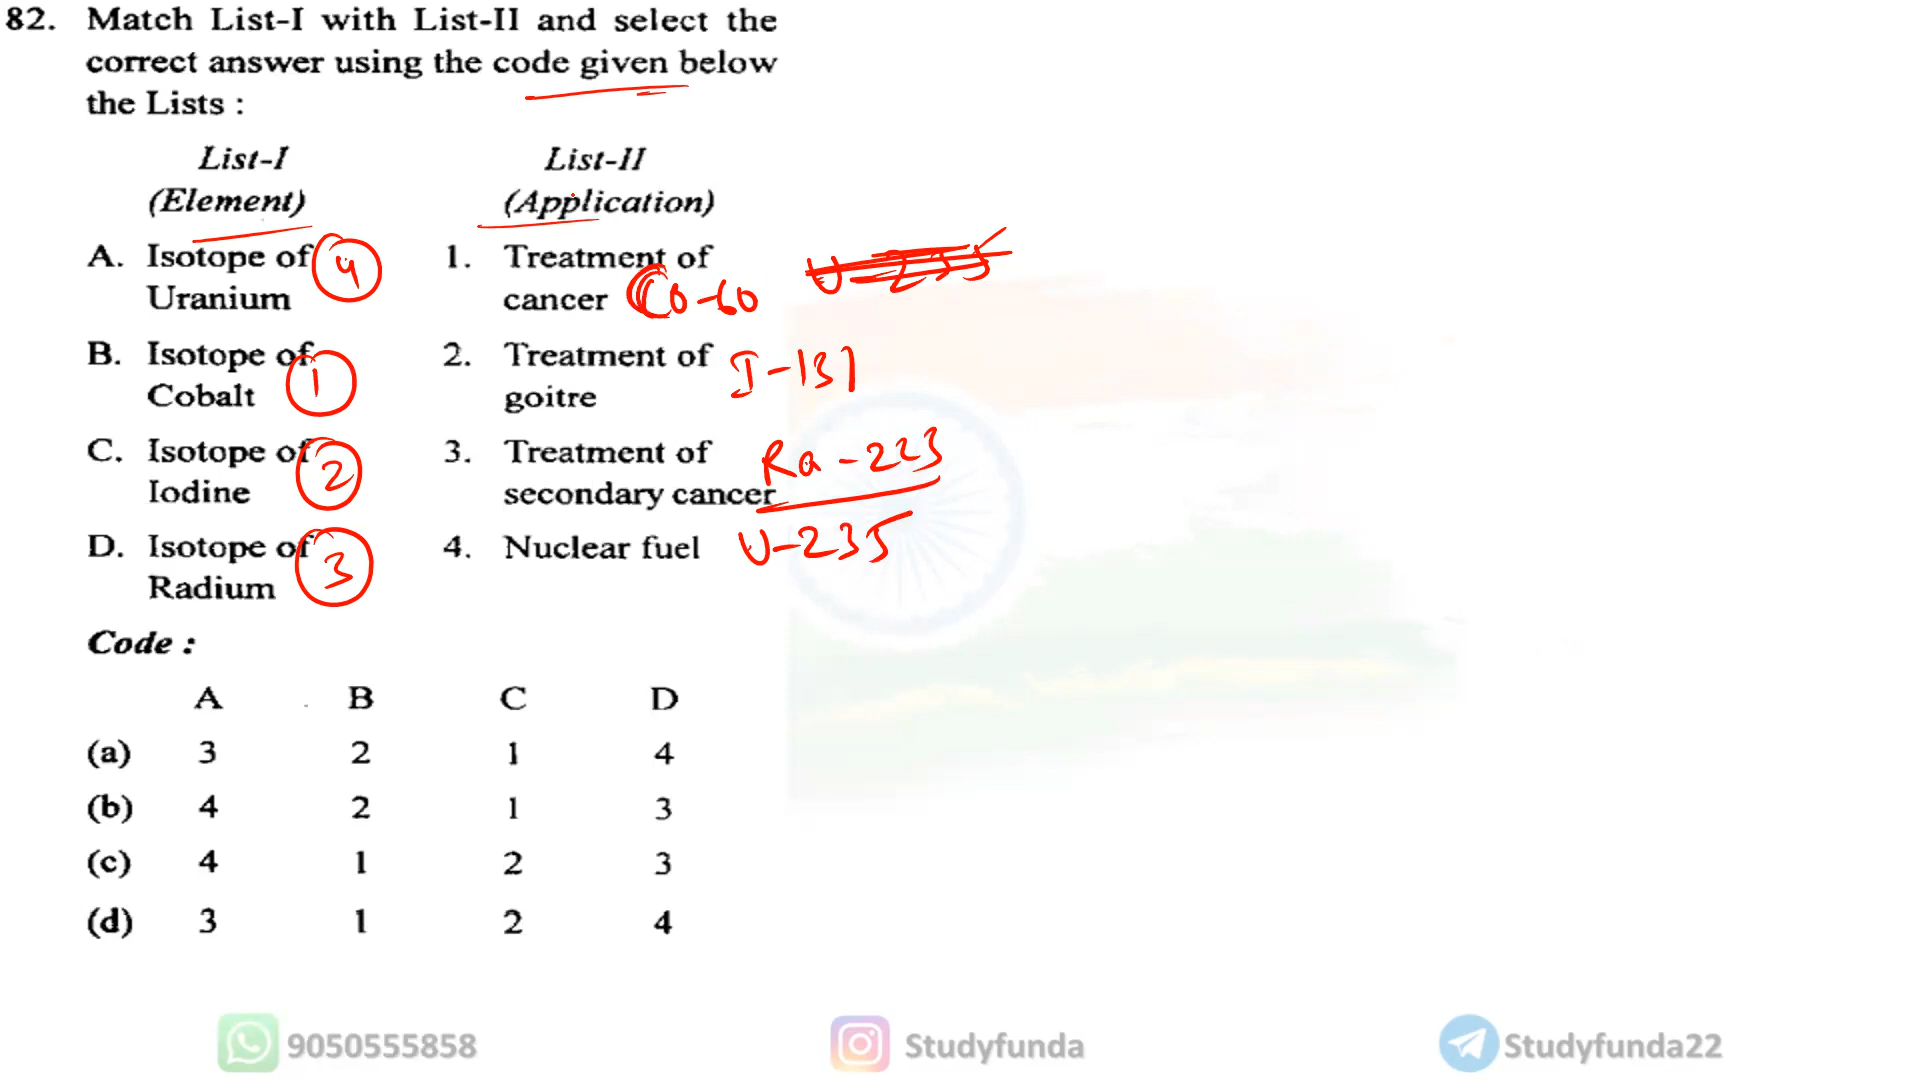 82. Match List-I with List-II and select the
correct answer using the code given below
the Lists :
List-I List-II
(Element) (Application)
A. Isotope of 4 1. Treatment of U-235
Uranium cancer Co-60
B. Isotope of 1 2. Treatment of I-131
Cobalt goitre
C. Isotope of 2 3. Treatment of Ra-223
Iodine secondary cancer
D. Isotope of 3 4. Nuclear fuel U-235
Radium
Code :
A B C D
(a) 3 2 1 4
(b) 4 2 1 3
(c) 4 1 2 3
(d) 3 1 2 4
9050555858 Studyfunda Studyfunda22